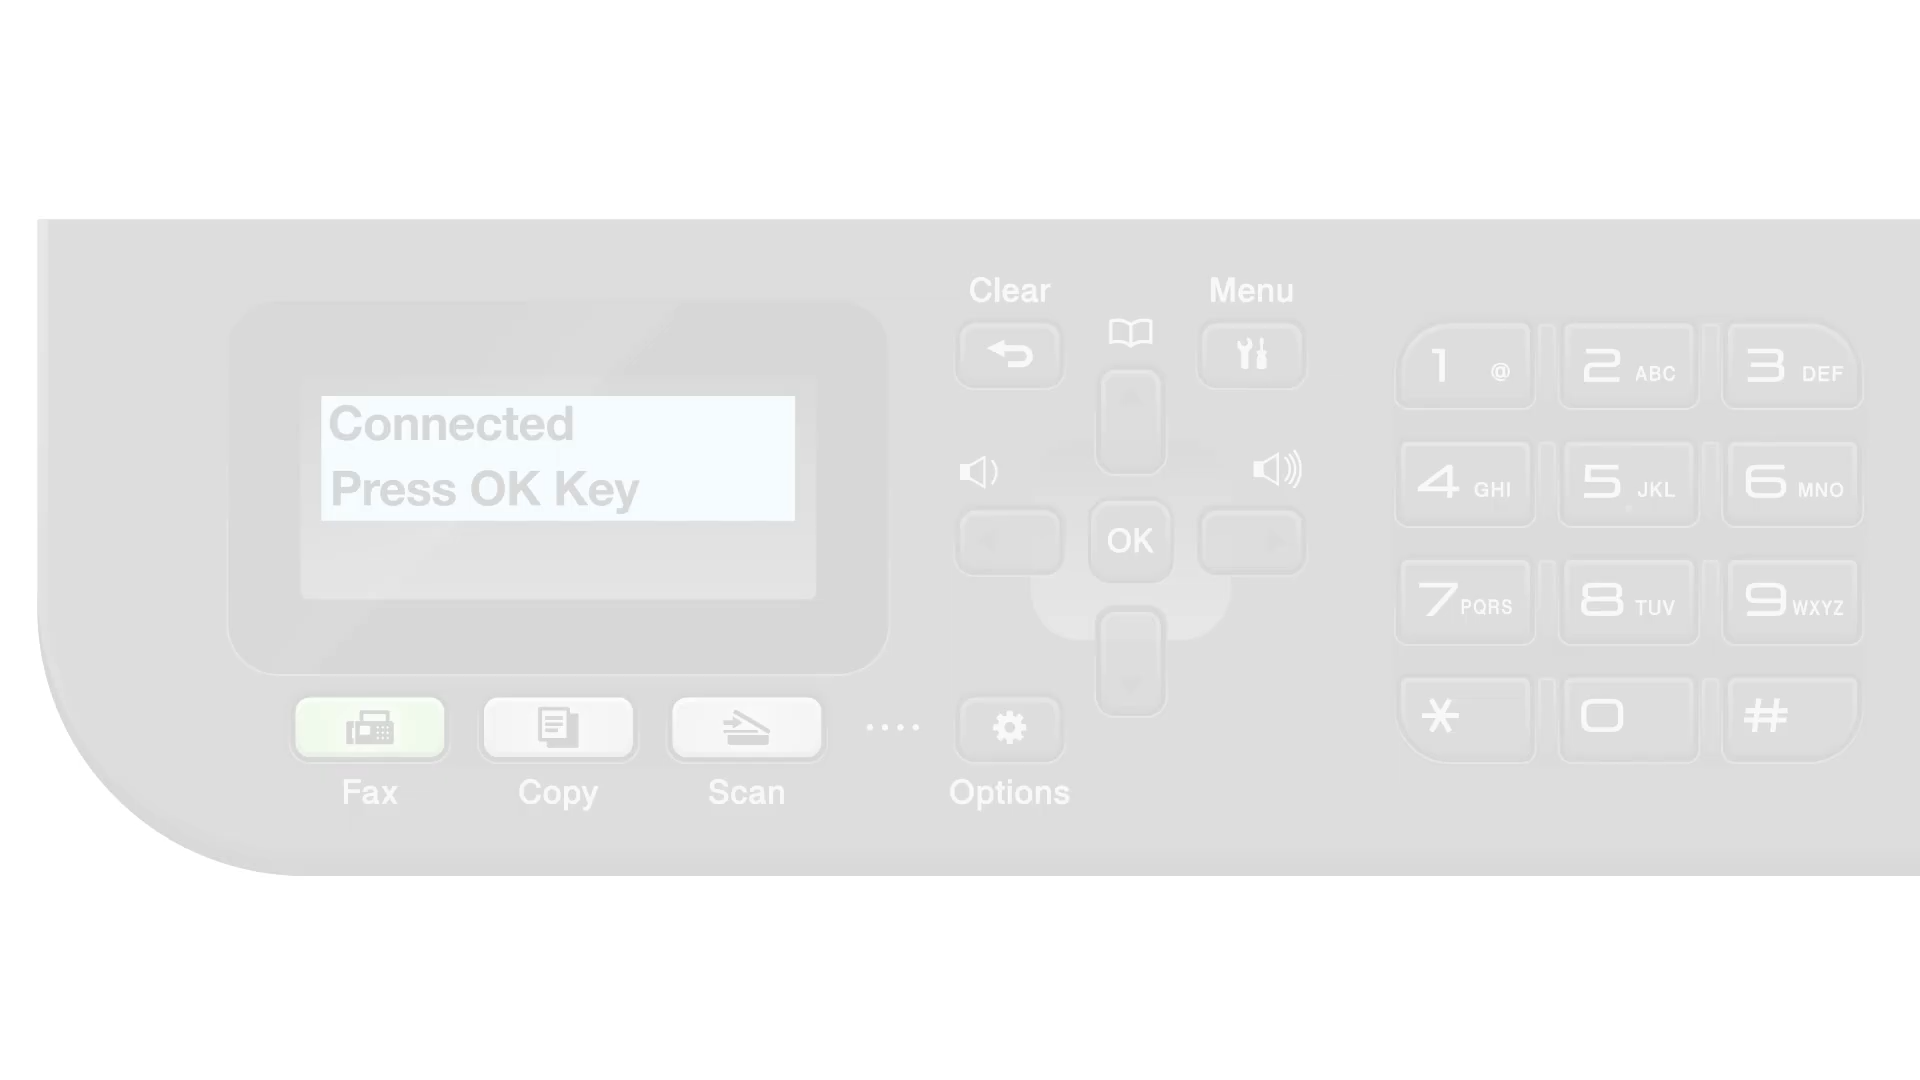 Clear
Menu
Connected
Press OK Key
OK
1 @
2 ABC
3 DEF
4 GHI
5 JKL
6 MNO
7 PQRS
8 TUV
9 WXYZ
*
0
#
Fax
Copy
Scan
Options